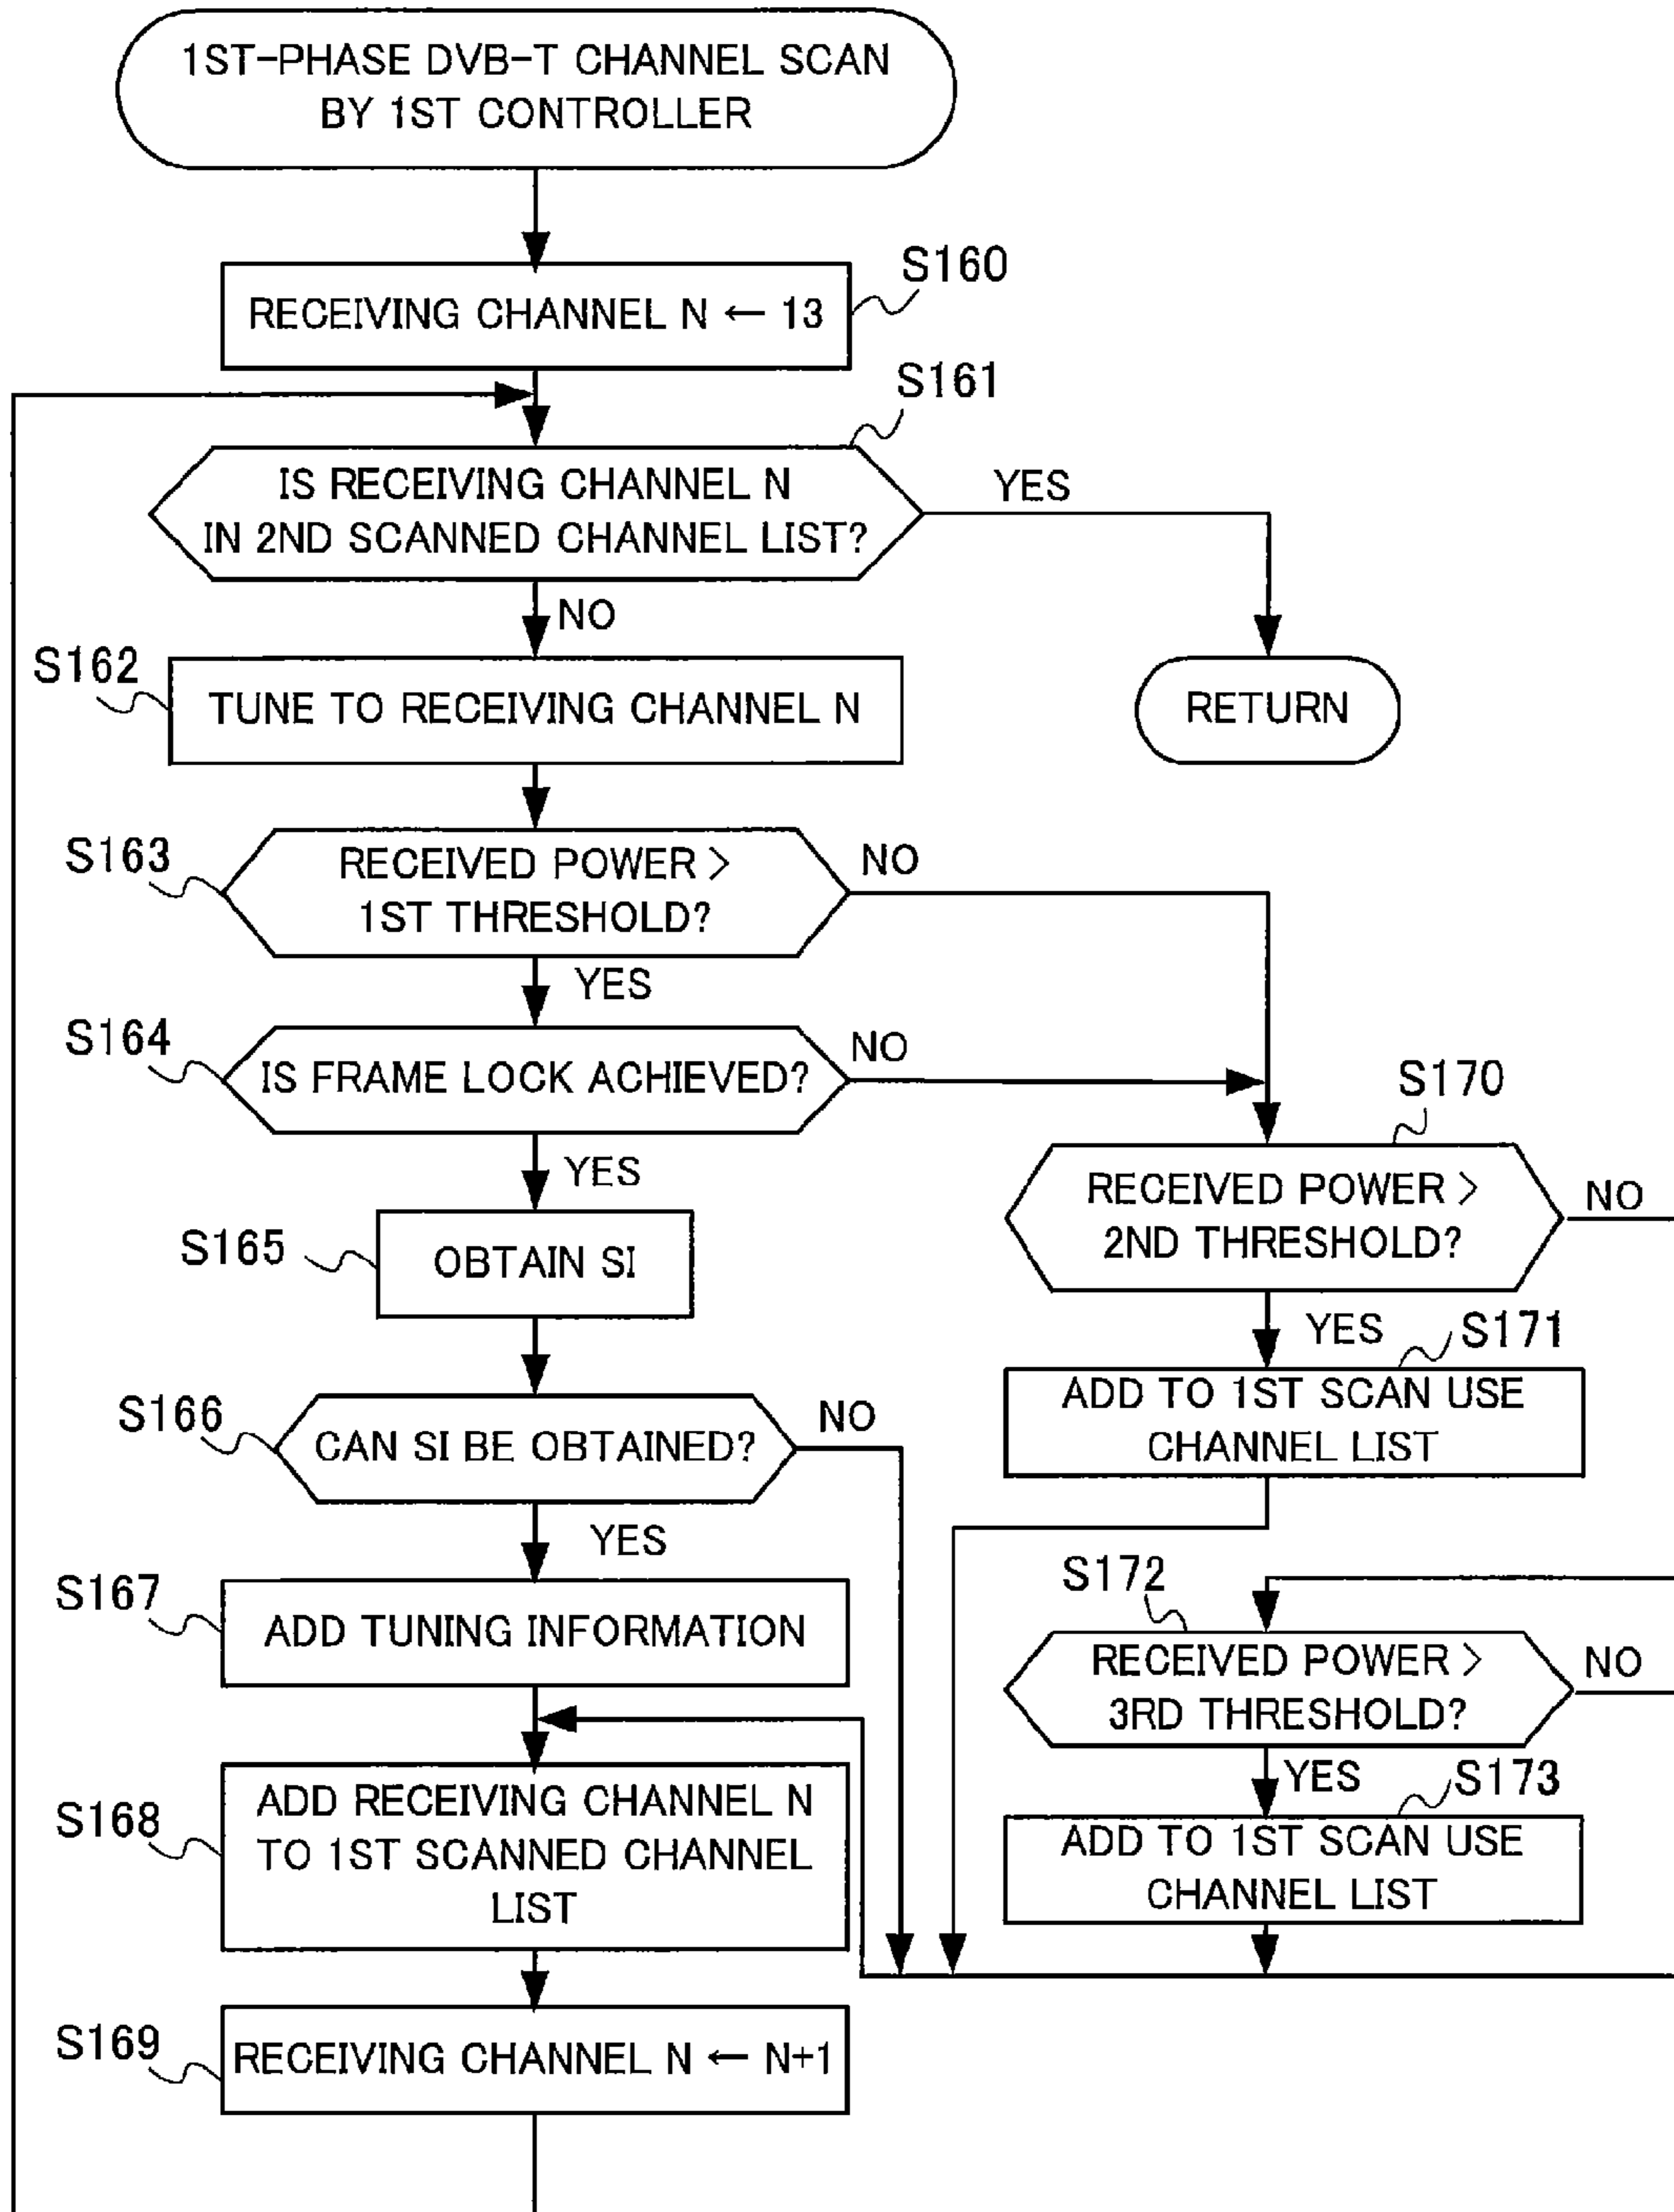 1ST-PHASE DVB-T CHANNEL SCAN
BY 1ST CONTROLLER
S160
RECEIVING CHANNEL N ← 13
S161
IS RECEIVING CHANNEL N
IN 2ND SCANNED CHANNEL LIST?
YES
NO
S162
TUNE TO RECEIVING CHANNEL N
RETURN
S163
RECEIVED POWER >
1ST THRESHOLD?
NO
YES
S164
IS FRAME LOCK ACHIEVED?
NO
YES
S170
RECEIVED POWER >
2ND THRESHOLD?
NO
S165
OBTAIN SI
YES
S171
ADD TO 1ST SCAN USE
CHANNEL LIST
S166
CAN SI BE OBTAINED?
NO
YES
S167
ADD TUNING INFORMATION
S172
RECEIVED POWER >
3RD THRESHOLD?
NO
YES
S173
ADD TO 1ST SCAN USE
CHANNEL LIST
S168
ADD RECEIVING CHANNEL N
TO 1ST SCANNED CHANNEL
LIST
S169
RECEIVING CHANNEL N ← N+1